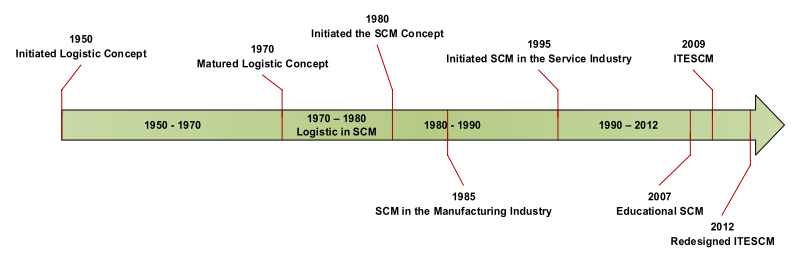 1950
Initiated Logistic Concept
1970
Matured Logistic Concept
1980
Initiated the SCM Concept
1995
Initiated SCM in the Service Industry
2009
ITESCM
1950 - 1970
1970 – 1980
Logistic in SCM
1980 - 1990
1990 – 2012
1985
SCM in the Manufacturing Industry
2007
Educational SCM
2012
Redesigned ITESCM